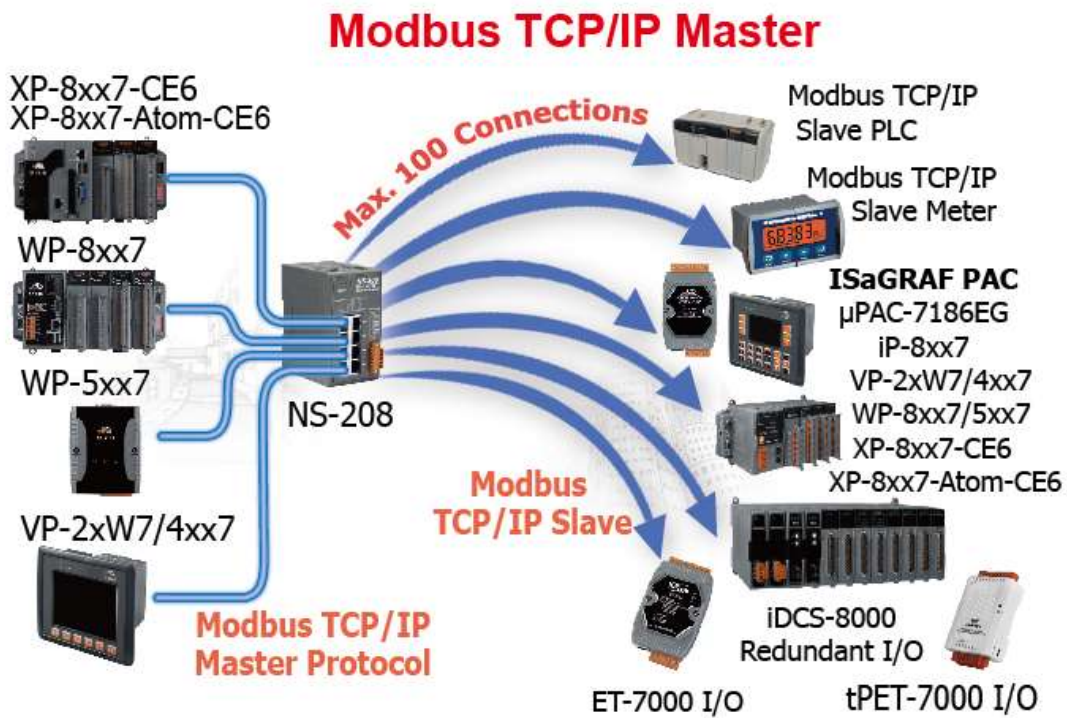 Modbus TCP/IP Master
XP-8xx7-CE6
XP-8xx7-Atom-CE6
WP-8xx7
WP-5xx7
VP-2xW7/4xx7
Modbus TCP/IP
Master Protocol
NS-208
Max. 100 Connections
Modbus
TCP/IP Slave
Modbus TCP/IP
Slave PLC
Modbus TCP/IP
Slave Meter
6.8383
ISaGRAF PAC
µPAC-7186EG
iP-8xx7
VP-2xW7/4xx7
WP-8xx7/5xx7
XP-8xx7-CE6
XP-8xx7-Atom-CE6
iDCS-8000
Redundant I/O
ET-7000 I/O
tPET-7000 I/O